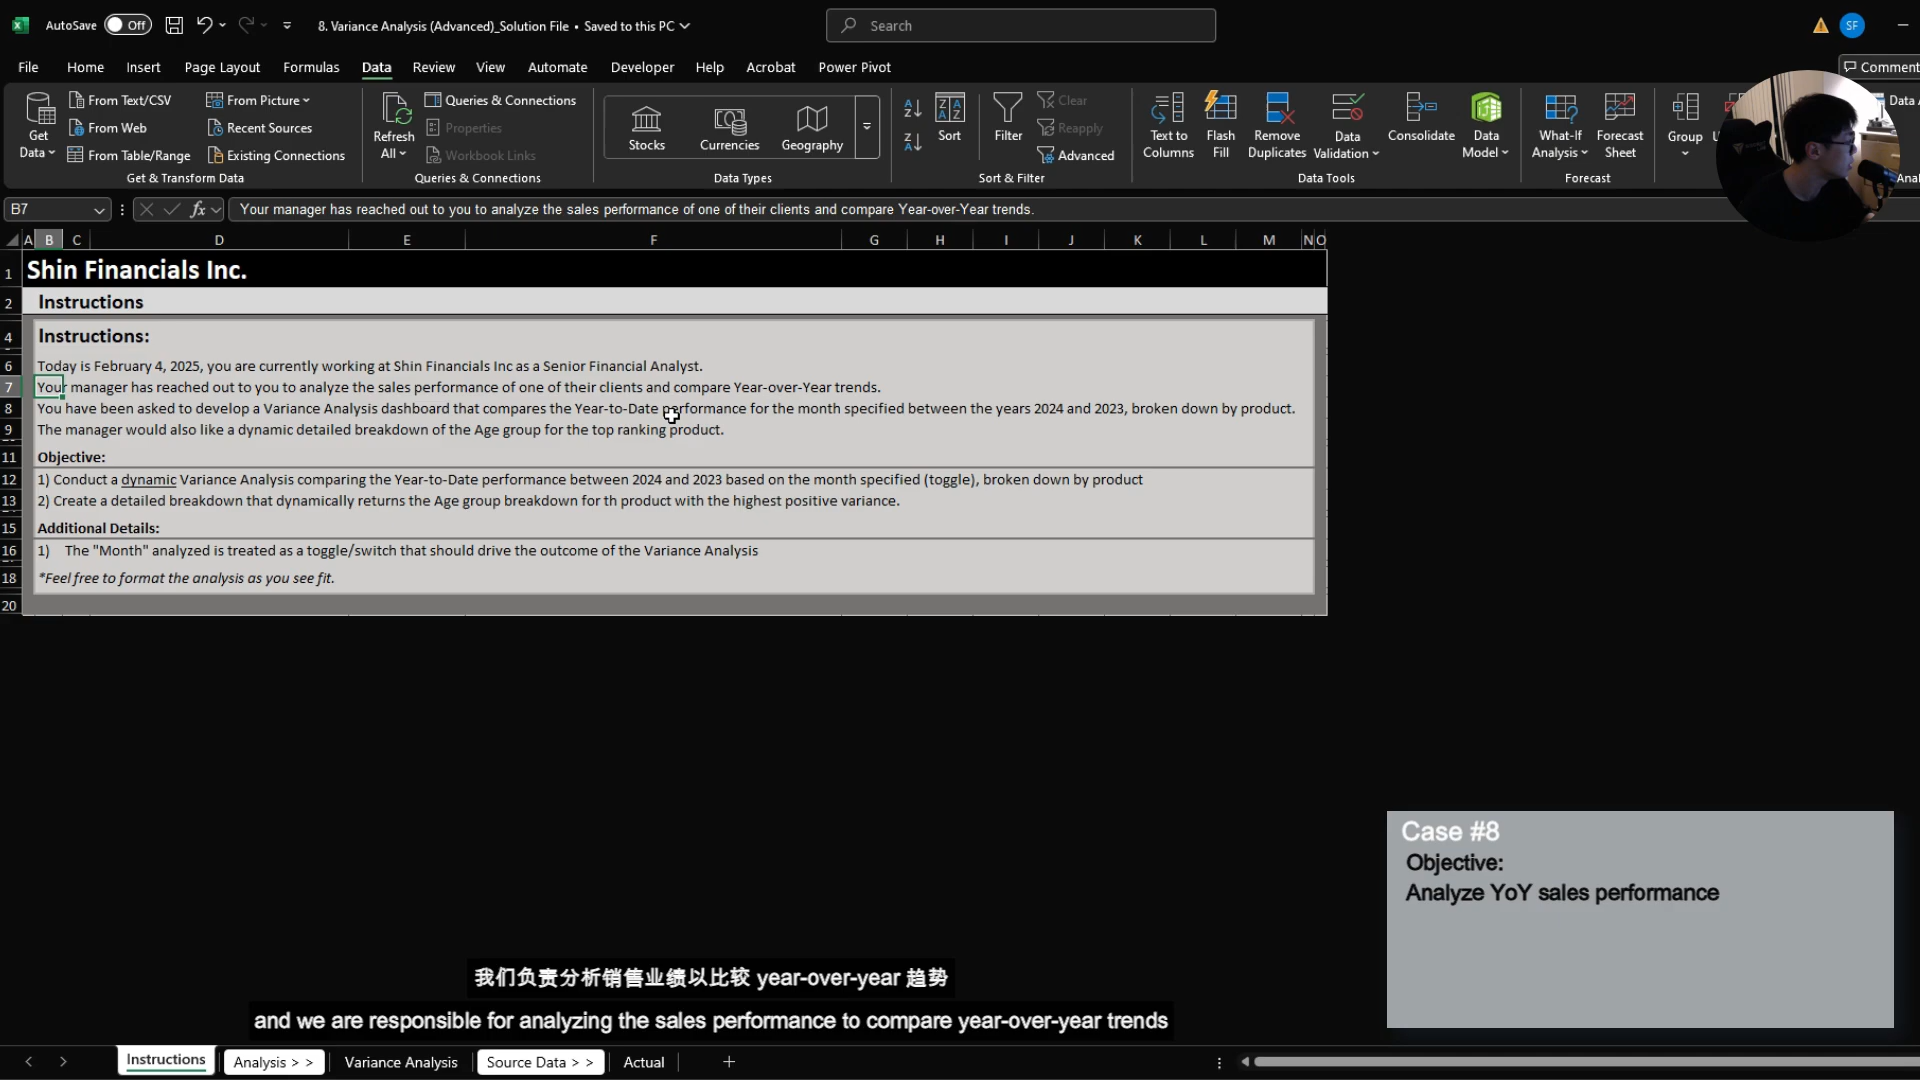 AutoSave Off 8. Variance Analysis (Advanced)_Solution File • Saved to this PC Search SF
File Home Insert Page Layout Formulas Data Review View Automate Developer Help Acrobat Power Pivot Comment
Get Data
From Text/CSV
From Web
From Table/Range
From Picture
Recent Sources
Existing Connections
Get & Transform Data
Refresh All
Queries & Connections
Properties
Workbook Links
Queries & Connections
Stocks Currencies Geography
Data Types
Sort
Filter
Clear
Reapply
Advanced
Sort & Filter
Text to Columns
Flash Fill
Remove Duplicates
Data Validation
Consolidate
Data Model
Data Tools
What-If Analysis
Forecast Sheet
Forecast
Group
B7 fx Your manager has reached out to you to analyze the sales performance of one of their clients and compare Year-over-Year trends.
A B C D E F G H I J K L M N O
1 Shin Financials Inc.
2 Instructions
4 Instructions:
6 Today is February 4, 2025, you are currently working at Shin Financials Inc as a Senior Financial Analyst.
7 Your manager has reached out to you to analyze the sales performance of one of their clients and compare Year-over-Year trends.
8 You have been asked to develop a Variance Analysis dashboard that compares the Year-to-Date performance for the month specified between the years 2024 and 2023, broken down by product.
9 The manager would also like a dynamic detailed breakdown of the Age group for the top ranking product.
11 Objective:
12 1) Conduct a dynamic Variance Analysis comparing the Year-to-Date performance between 2024 and 2023 based on the month specified (toggle), broken down by product
13 2) Create a detailed breakdown that dynamically returns the Age group breakdown for th product with the highest positive variance.
15 Additional Details:
16 1) The "Month" analyzed is treated as a toggle/switch that should drive the outcome of the Variance Analysis
18 *Feel free to format the analysis as you see fit.
20
Case #8
Objective:
Analyze YoY sales performance
我们负责分析销售业绩以比较 year-over-year 趋势
and we are responsible for analyzing the sales performance to compare year-over-year trends
Instructions Analysis > > Variance Analysis Source Data > > Actual